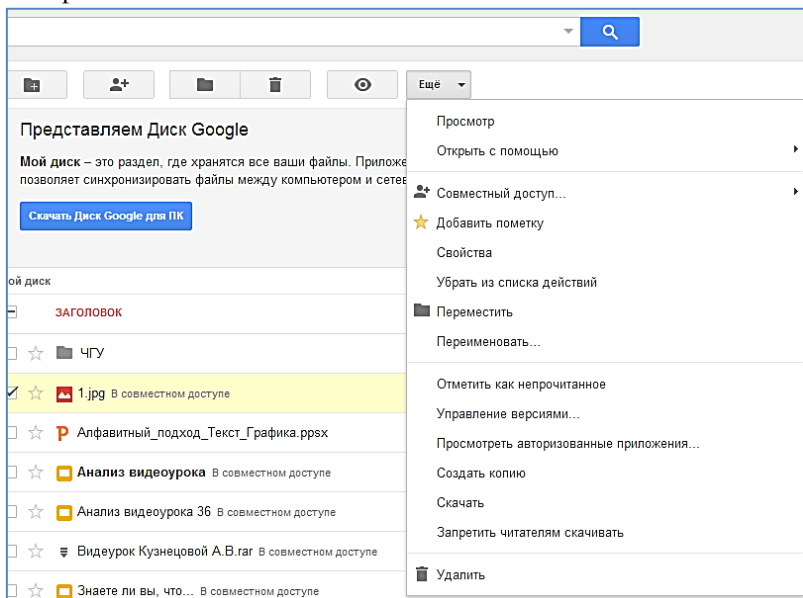 Ещё
Представляем Диск Google
Мой диск – это раздел, где хранятся все ваши файлы. Приложе
позволяет синхронизировать файлы между компьютером и сетев
Скачать Диск Google для ПК
ой диск
ЗАГОЛОВОК
ЧГУ
1.jpg В совместном доступе
Алфавитный_подход_Текст_Графика.ppsx
Анализ видеоурока В совместном доступе
Анализ видеоурока 36 В совместном доступе
Видеурок Кузнецовой А.В.rar В совместном доступе
Знаете ли вы, что... В совместном доступе
Просмотр
Открыть с помощью
Совместный доступ...
Добавить пометку
Свойства
Убрать из списка действий
Переместить
Переименовать...
Отметить как непрочитанное
Управление версиями...
Просмотреть авторизованные приложения...
Создать копию
Скачать
Запретить читателям скачивать
Удалить